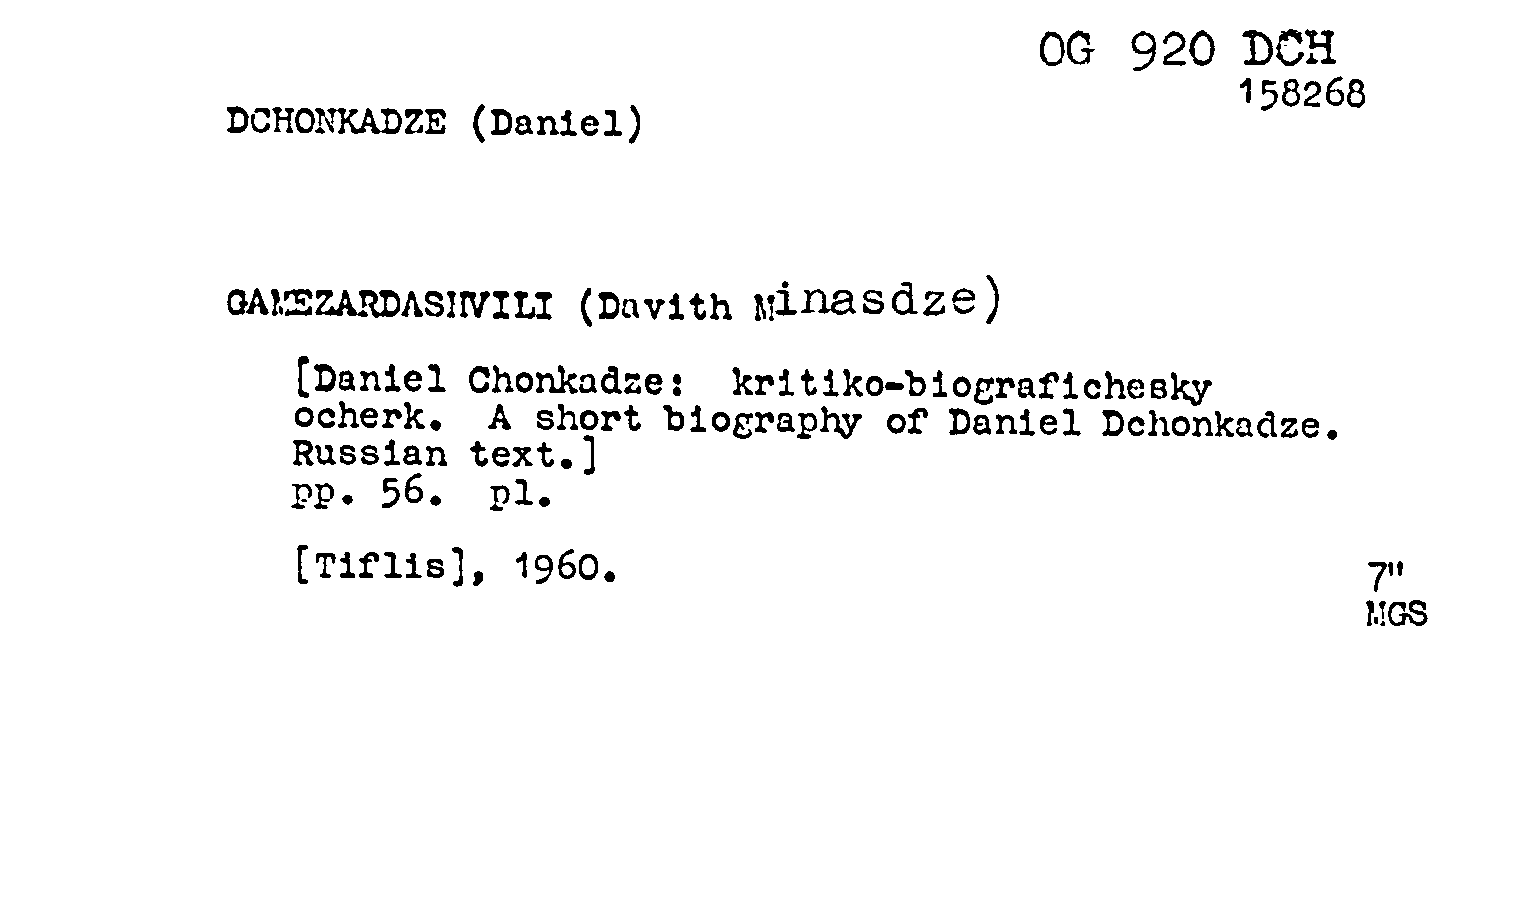 OG 920 DCH
158268
DCHONKADZE (Daniel)
GAMEZARDASHVILI (Davith Minasdze)
[Daniel Chonkadze: kritiko-biografichesky
ocherk. A short biography of Daniel Dchonkadze.
Russian text.]
pp. 56. pl.
[Tiflis], 1960.
7"
MGS